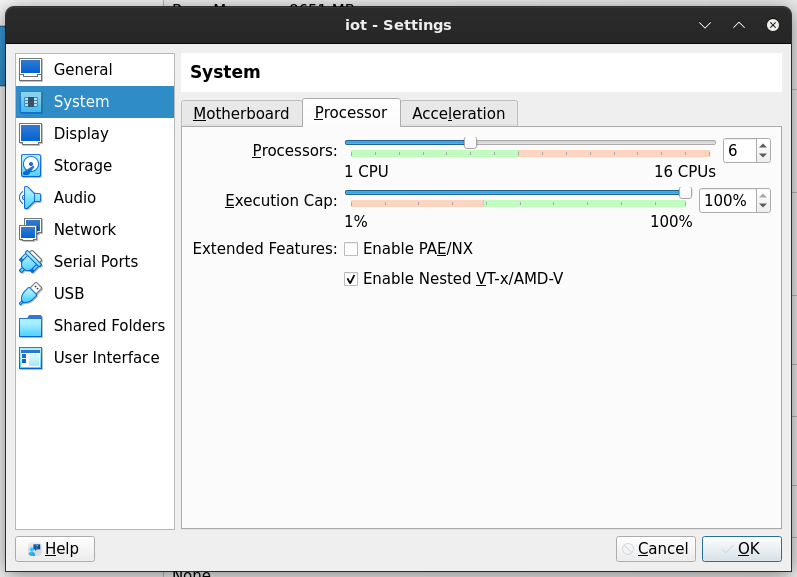 iot - Settings
General
System
Display
Storage
Audio
Network
Serial Ports
USB
Shared Folders
User Interface
System
Motherboard Processor Acceleration
Processors: 6
1 CPU 16 CPUs
Execution Cap: 100%
1% 100%
Extended Features: Enable PAE/NX
Enable Nested VT-x/AMD-V
Help Cancel OK
None